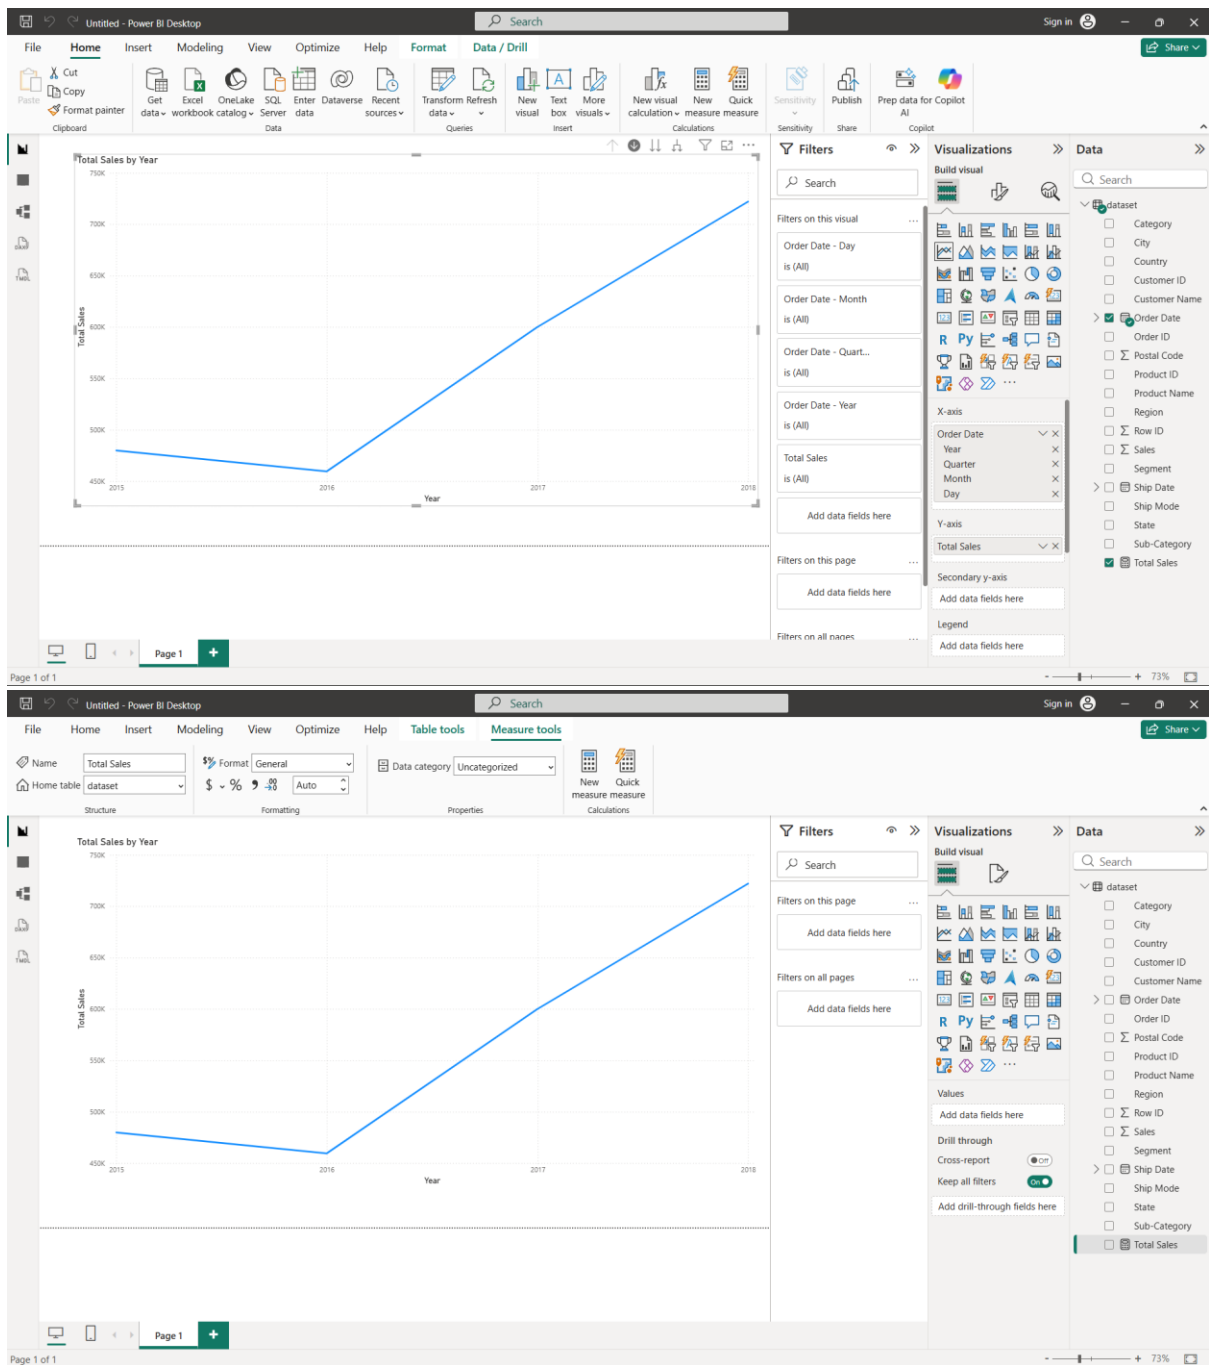 Untitled - Power BI Desktop
Search
Sign in
File Home Insert Modeling View Optimize Help Format Data / Drill
Share
Paste
Cut
Copy
Format painter
Clipboard
Get data
Excel workbook
OneLake catalog
SQL Server
Enter data
Dataverse
Recent sources
Data
Transform data
Refresh
Queries
New visual
Text box
More visuals
Insert
New visual calculation
New measure
Quick measure
Calculations
Sensitivity
Sensitivity
Publish
Share
Prep data for AI
Copilot
Copilot
Total Sales by Year
750K
700K
650K
600K
550K
500K
450K
Total Sales
2015 2016 2017 2018
Year
Filters
Search
Filters on this visual ...
Order Date - Day
is (All)
Order Date - Month
is (All)
Order Date - Quart...
is (All)
Order Date - Year
is (All)
Total Sales
is (All)
Add data fields here
Filters on this page ...
Add data fields here
Filters on all pages ...
Visualizations
Build visual
R Py
X-axis
Order Date
Year
Quarter
Month
Day
Y-axis
Total Sales
Secondary y-axis
Add data fields here
Legend
Add data fields here
Data
Search
dataset
Category
City
Country
Customer ID
Customer Name
Order Date
Order ID
Postal Code
Product ID
Product Name
Region
Row ID
Sales
Segment
Ship Date
Ship Mode
State
Sub-Category
Total Sales
Page 1
Page 1 of 1
73%
Untitled - Power BI Desktop
Search
Sign in
File Home Insert Modeling View Optimize Help Table tools Measure tools
Share
Name Total Sales
Home table dataset
Structure
Format General
$ % Auto
Formatting
Data category Uncategorized
Properties
New measure
Quick measure
Calculations
Total Sales by Year
750K
700K
650K
600K
550K
500K
450K
Total Sales
2015 2016 2017 2018
Year
Filters
Search
Filters on this page ...
Add data fields here
Filters on all pages ...
Add data fields here
Visualizations
Build visual
R Py
Values
Add data fields here
Drill through
Cross-report Off
Keep all filters On
Add drill-through fields here
Data
Search
dataset
Category
City
Country
Customer ID
Customer Name
Order Date
Order ID
Postal Code
Product ID
Product Name
Region
Row ID
Sales
Segment
Ship Date
Ship Mode
State
Sub-Category
Total Sales
Page 1
Page 1 of 1
73%